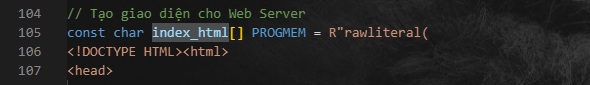 104 // Tạo giao diện cho Web Server
105 const char index_html[] PROGMEM = R"rawliteral(
106 <!DOCTYPE HTML><html>
107 <head>